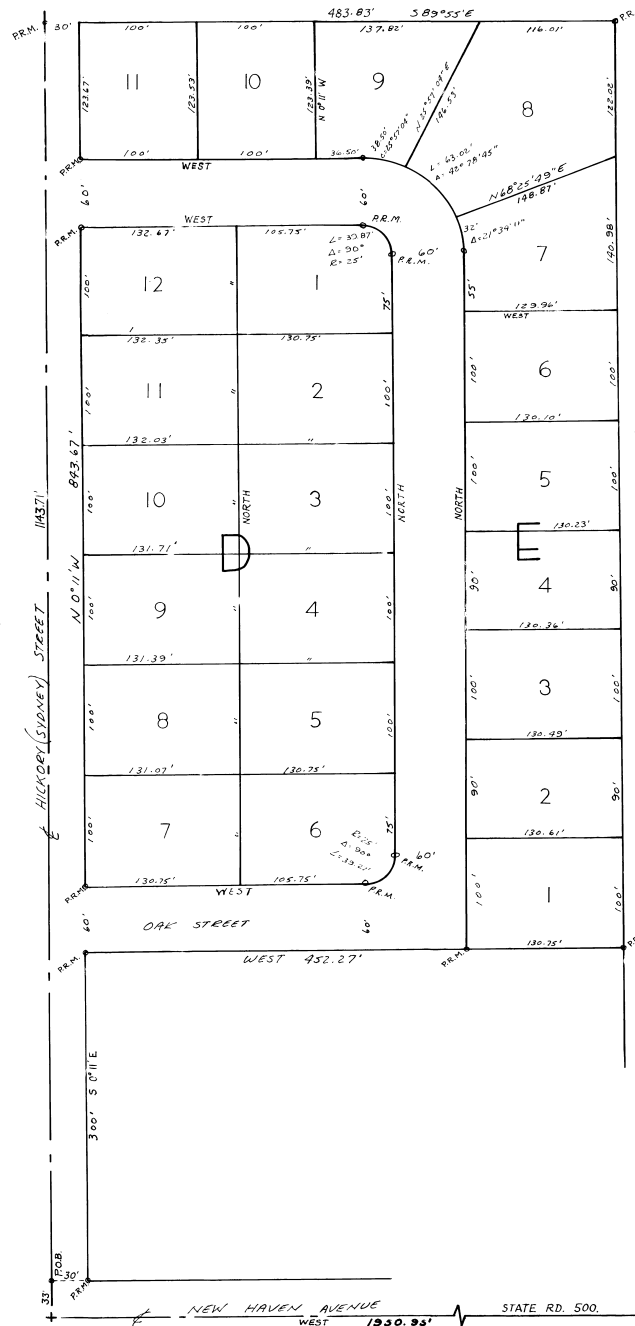 483.83' S 89°55'E
P.R.M. 30' 100' 100' 137.82' 116.01' P.R.
11 10 9 8
123.67' 123.53' 123.39' N 0°11' W 146.53' 122.02'
38.50'
L= 63.02'
Δ= 42° 78' 45"
N68°25'49"E
148.87'
100' 100' 36.50'
P.R.M. WEST
60' 60'
32'
Δ=21°34'11"
7
140.98'
55'
129.96'
WEST
P.R.M. WEST P.R.M.
132.67' 105.75'
Δ= 90°
R= 25'
60'
P.R.M.
12 1
100' " 75'
132.35' 130.75'
6
100' 100'
130.10'
11 2
100' " 100'
132.03' "
5
100' 100'
130.23'
843.67'
N 0°11' W
1143.71'
10 3
100' " NORTH 100' NORTH NORTH
131.71' "
D E
4
90' 90'
130.36'
9 4
100' " 100'
131.39' "
3
100' 100'
130.49'
HICKORY (SYDNEY) STREET
8 5
100' " 100'
131.07' 130.75'
2
90' 90'
130.61'
7 6
100' " 75'
R=25'
Δ=90°
L=39.27'
60'
P.R.M.
130.75' 105.75'
P.R.M. WEST P.R.M.
1
100' 100'
130.75'
60' OAK STREET 60'
P.R.M. WEST 452.27' P.R.M. P.R
300' S 0°11'E
P.O.B. 30'
P.R.M.
33'
NEW HAVEN AVENUE STATE RD. 500.
WEST 1950.95'